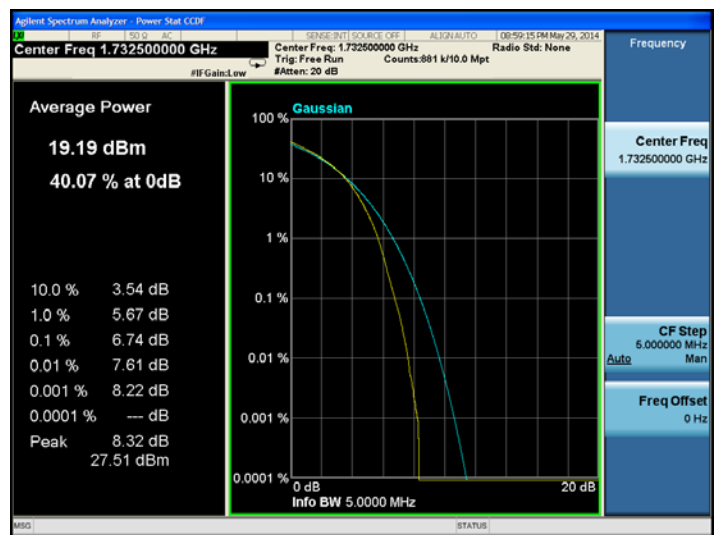 Agilent Spectrum Analyzer - Power Stat CCDF
RF 50 Ω AC SENSE:INT SOURCE OFF ALIGN AUTO 08:59:15 PM May 29, 2014
Center Freq 1.732500000 GHz
Center Freq: 1.732500000 GHz Radio Std: None
Trig: Free Run Counts:881 k/10.0 Mpt
#IFGain:Low #Atten: 20 dB
Frequency
Average Power
19.19 dBm
40.07 % at 0dB
10.0 % 3.54 dB
1.0 % 5.67 dB
0.1 % 6.74 dB
0.01 % 7.61 dB
0.001 % 8.22 dB
0.0001 % --- dB
Peak 8.32 dB
27.51 dBm
Gaussian
100 %
10 %
1 %
0.1 %
0.01 %
0.001 %
0.0001 %
0 dB 20 dB
Info BW 5.0000 MHz
Center Freq
1.732500000 GHz
CF Step
5.000000 MHz
Auto Man
Freq Offset
0 Hz
MSG STATUS